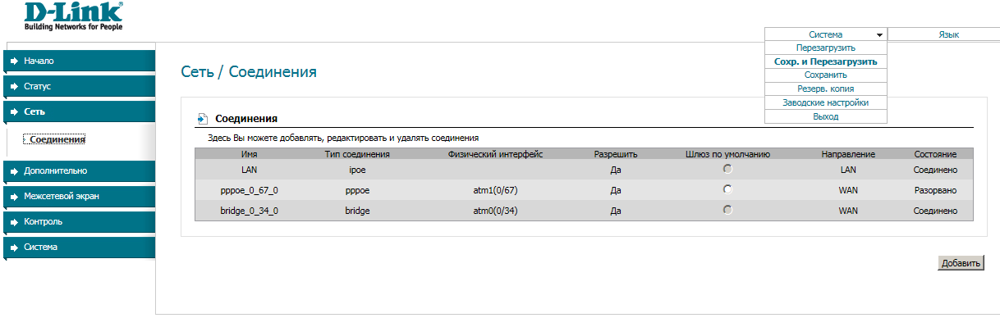 D-Link®
Building Networks for People
Система Язык
Перезагрузить
Сохр. и Перезагрузить
Сохранить
Резерв. копия
Заводские настройки
Выход
Начало
Статус
Сеть
Соединения
Дополнительно
Межсетевой экран
Контроль
Система
Сеть / Соединения
Соединения
Здесь Вы можете добавлять, редактировать и удалять соединения
Имя Тип соединения Физический интерфейс Разрешить Шлюз по умолчанию Направление Состояние
LAN ipoe Да LAN Соединено
pppoe_0_67_0 pppoe atm1(0/67) Да WAN Разорвано
bridge_0_34_0 bridge atm0(0/34) Да WAN Соединено
Добавить